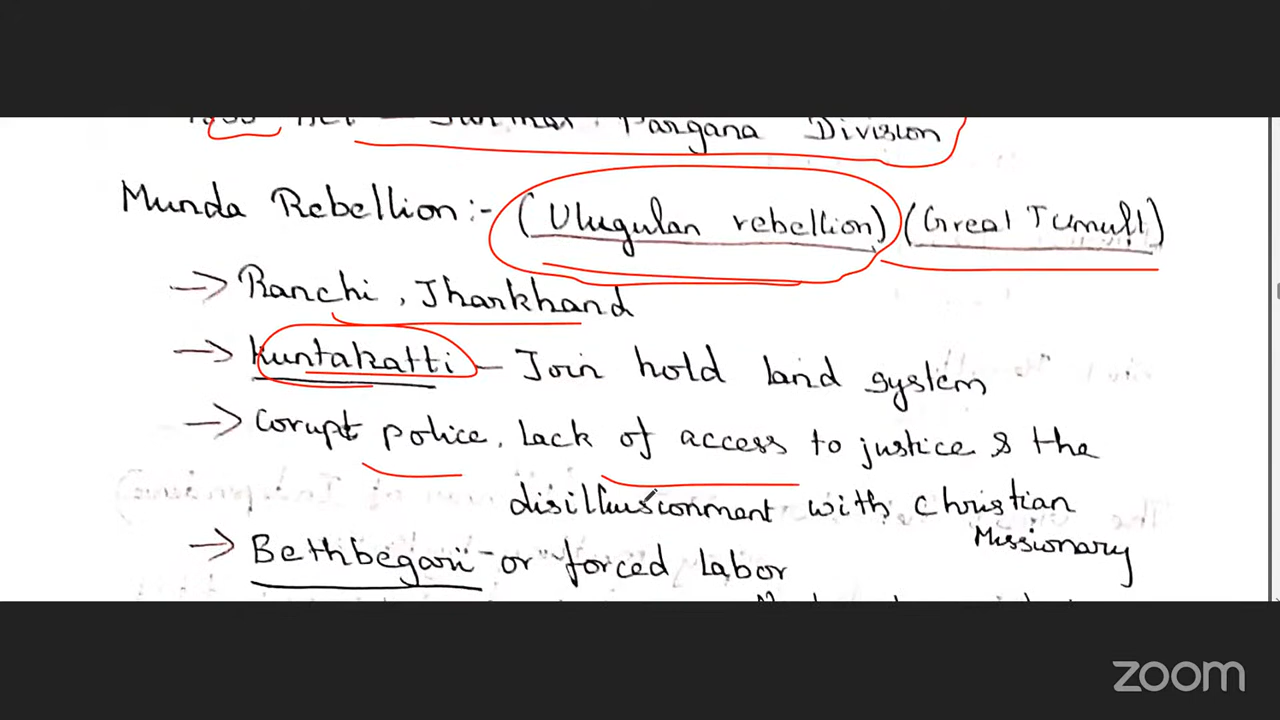 Pargana Division
Munda Rebellion :- (Ulugulan rebellion) (Great Tumult)
→ Ranchi, Jharkhand
→ Kuntakatti - Join hold land system
→ Corupt police, lack of access to justice & the
disillusionment with Christian
Missionary
→ Bethbegari - or forced labor
zoom